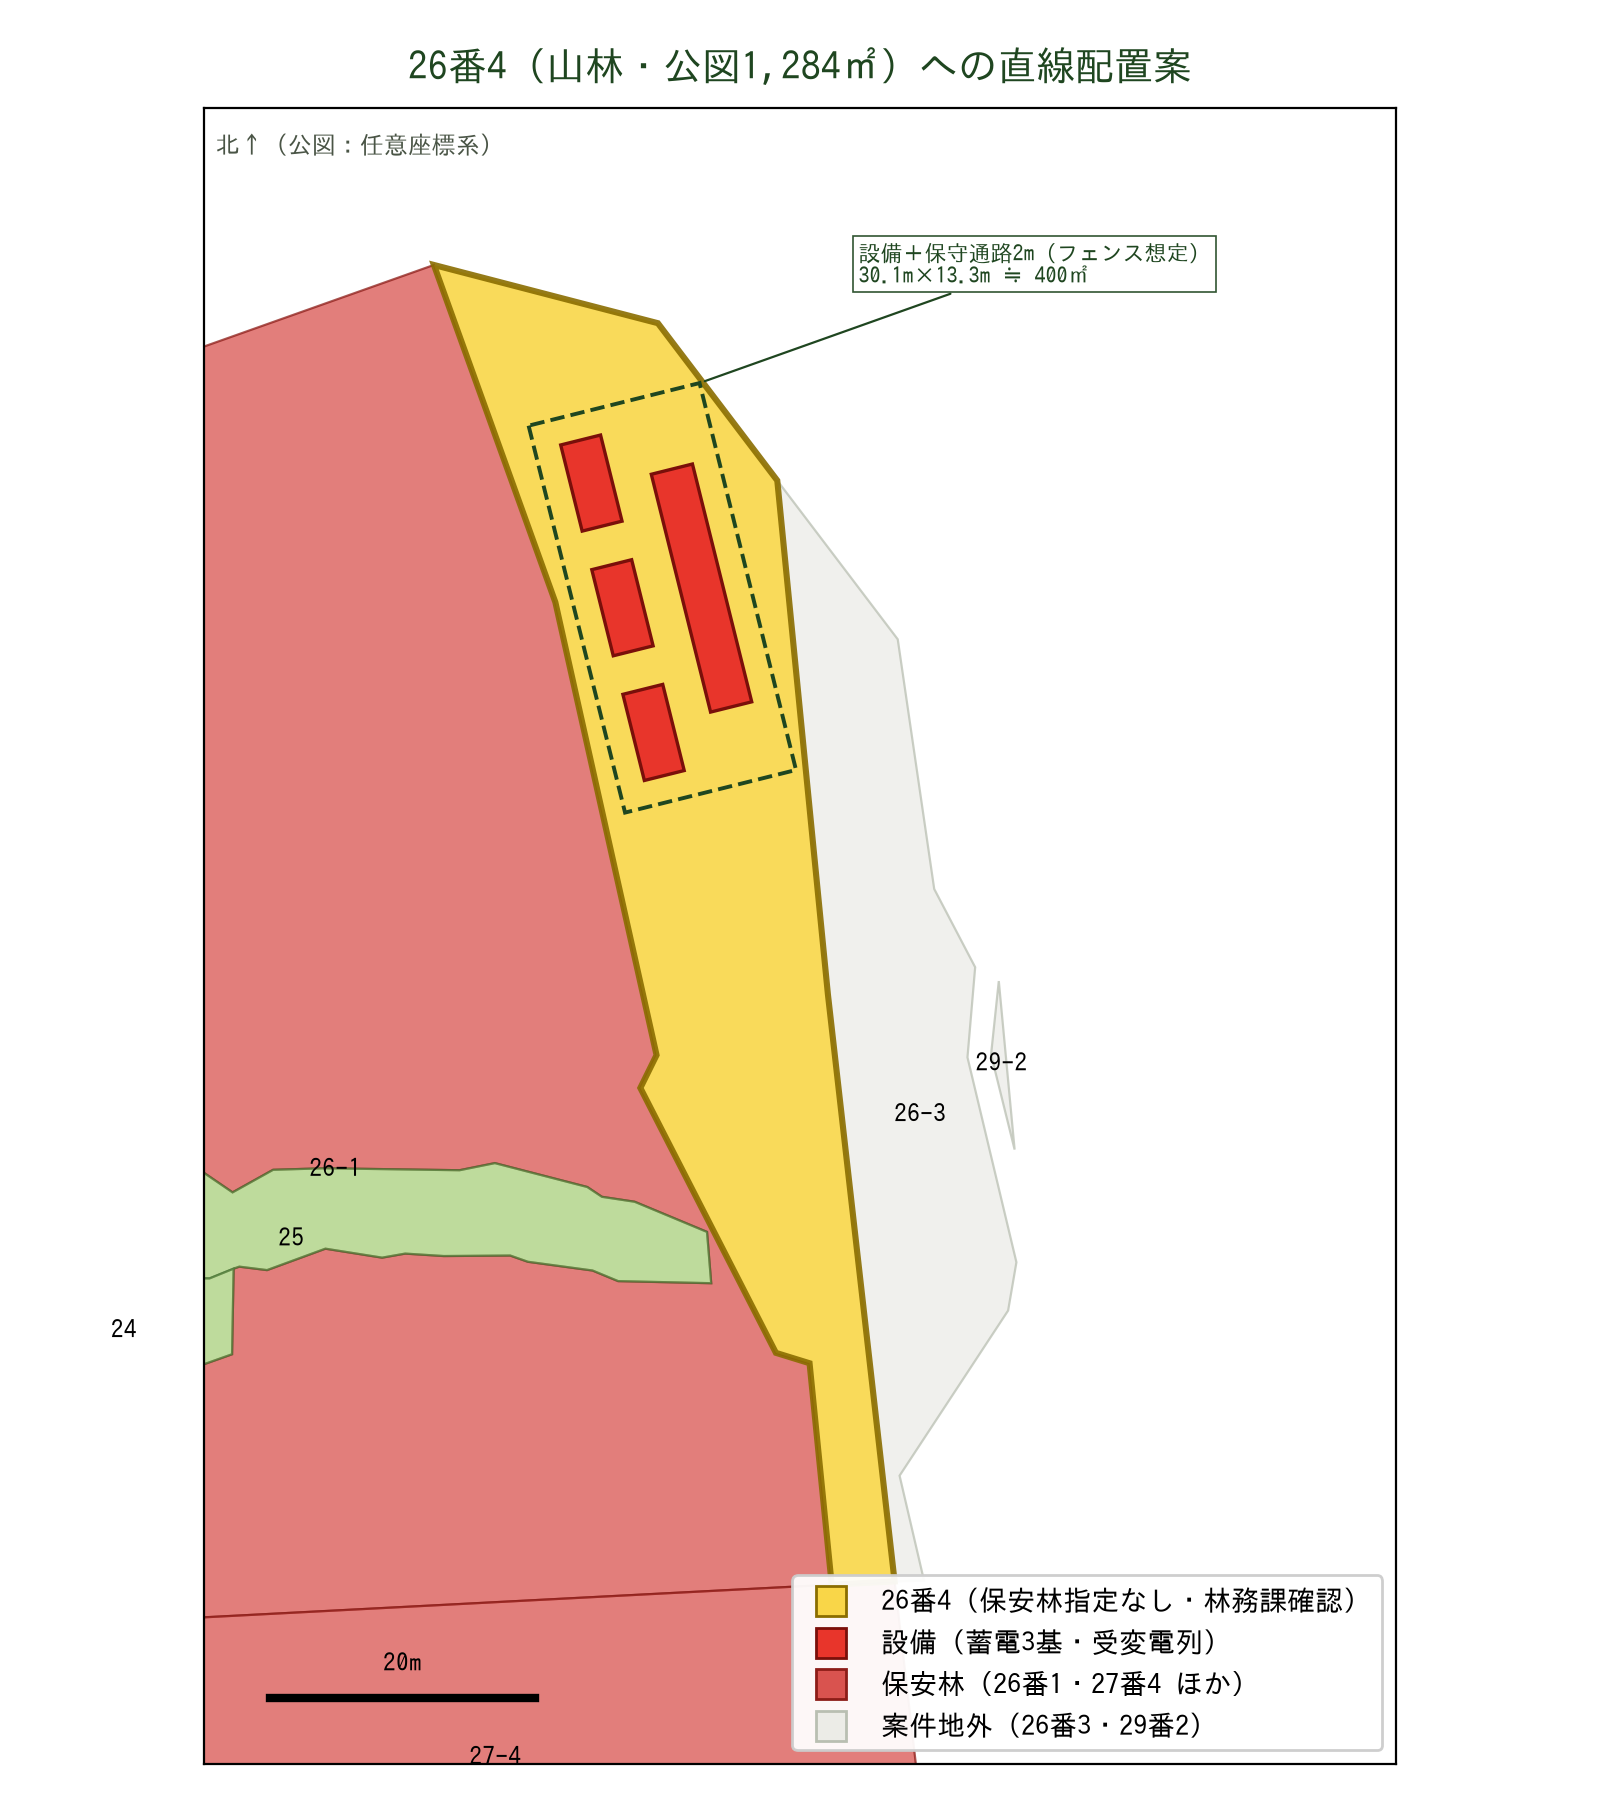 26番4（山林・公図1,284㎡）への直線配置案
北↑（公図：任意座標系）
設備＋保守通路2m（フェンス想定）
30.1m×13.3m ≒ 400㎡
29-2
26-3
26-1
25
24
20m
27-4
26番4（保安林指定なし・林務課確認）
設備（蓄電3基・受変電列）
保安林（26番1・27番4 ほか）
案件地外（26番3・29番2）